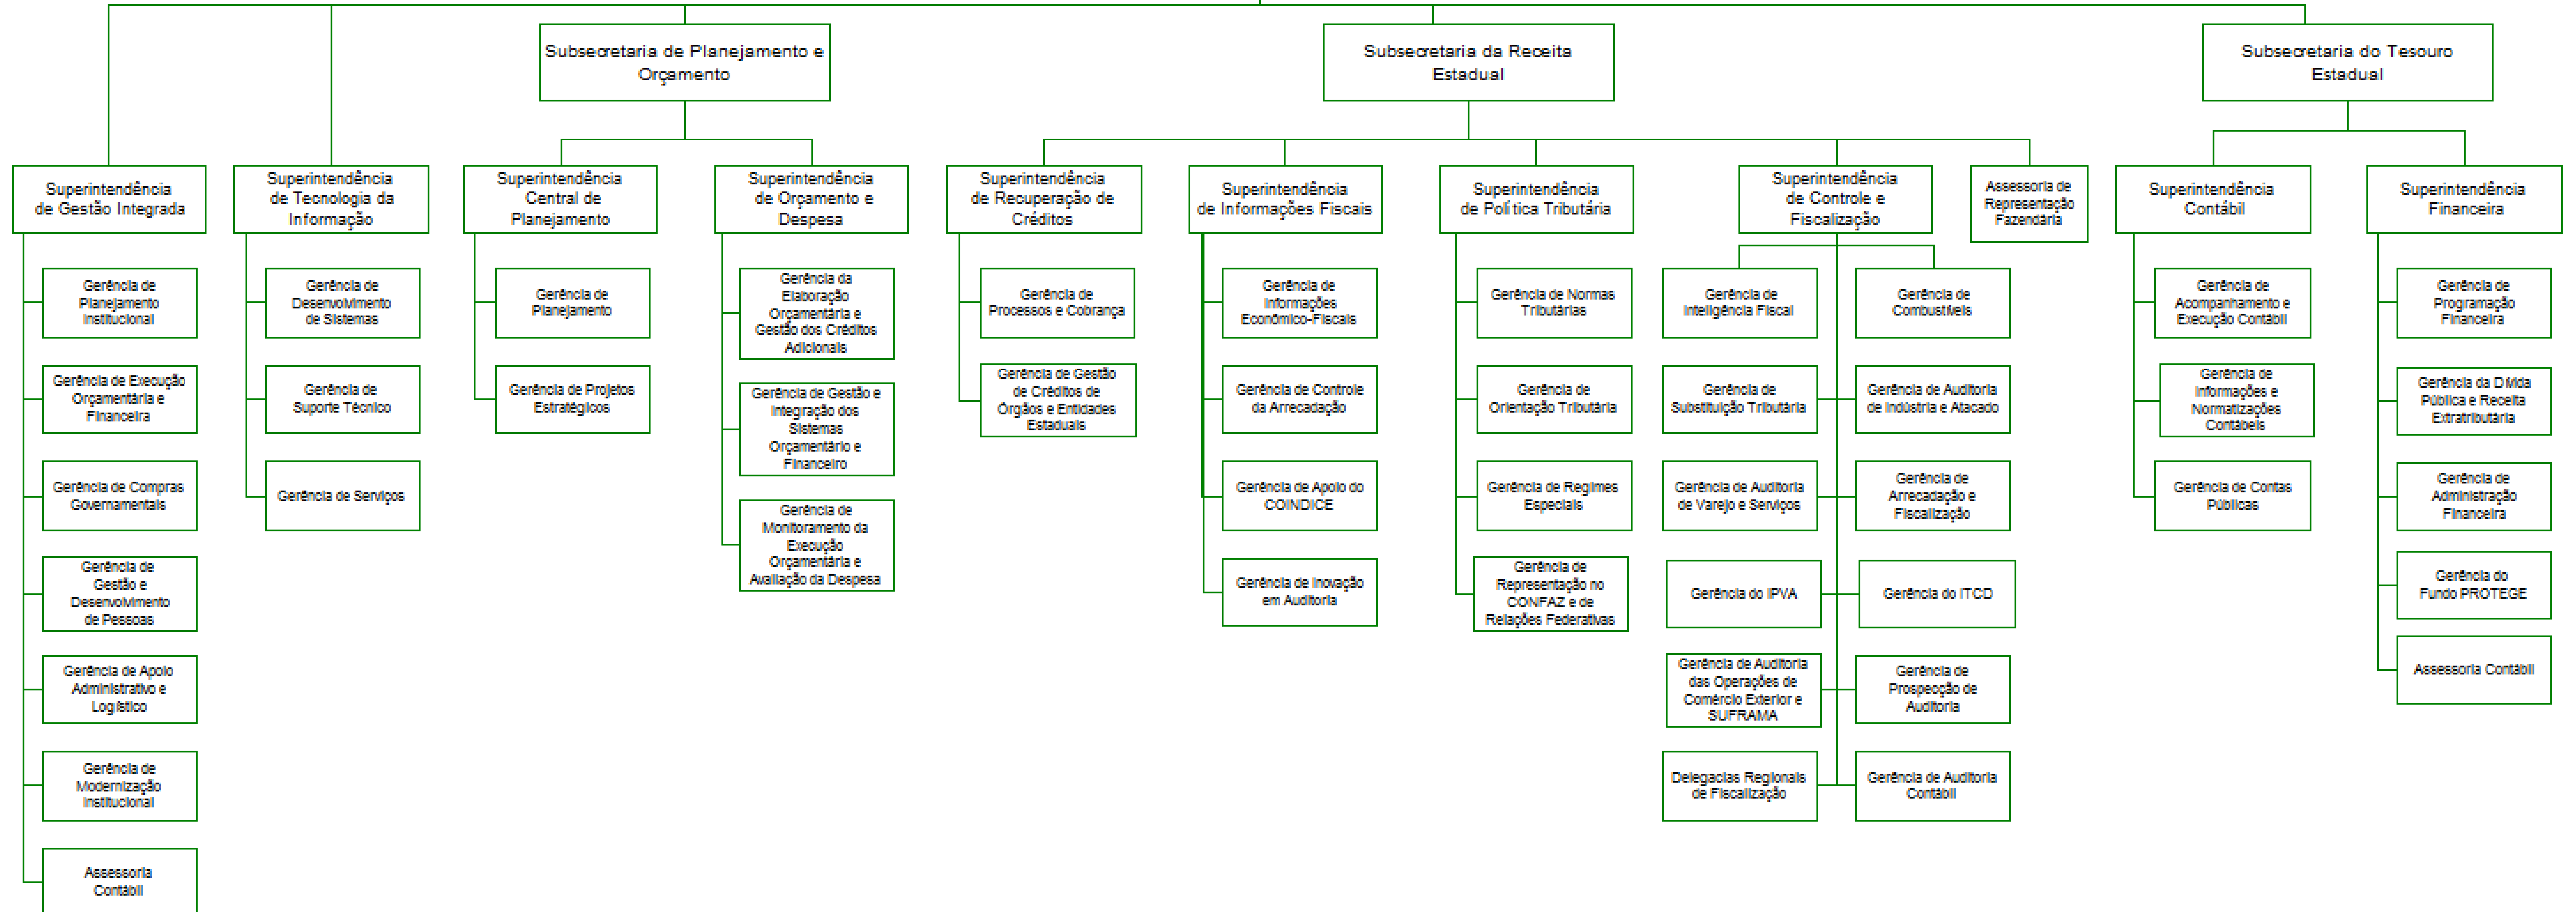 Subsecretaria de Planejamento e
Orçamento
Subsecretaria da Receita
Estadual
Subsecretaria do Tesouro
Estadual
Superintendência
de Gestão Integrada
Superintendência
de Tecnologia da
Informação
Superintendência
Central de
Planejamento
Superintendência
de Orçamento e
Despesa
Superintendência
de Recuperação de
Créditos
Superintendência
de Informações Fiscais
Superintendência
de Política Tributária
Superintendência
de Controle e
Fiscalização
Assessoria de
Representação
Fazendária
Superintendência
Contábil
Superintendência
Financeira
Gerência de
Planejamento
Institucional
Gerência de Execução
Orçamentária e
Financeira
Gerência de Compras
Governamentais
Gerência de
Gestão e
Desenvolvimento
de Pessoas
Gerência de Apoio
Administrativo e
Logístico
Gerência de
Modernização
Institucional
Assessoria
Contábil
Gerência de
Desenvolvimento
de Sistemas
Gerência de
Suporte Técnico
Gerência de Serviços
Gerência de
Planejamento
Gerência de Projetos
Estratégicos
Gerência da
Elaboração
Orçamentária e
Gestão dos Créditos
Adicionais
Gerência de Gestão e
Integração dos
Sistemas
Orçamentário e
Financeiro
Gerência de
Monitoramento da
Execução
Orçamentária e
Avaliação da Despesa
Gerência de
Processos e Cobrança
Gerência de Gestão
de Créditos de
Órgãos e Entidades
Estaduais
Gerência de
Informações
Econômico-Fiscais
Gerência de Controle
da Arrecadação
Gerência de Apoio do
COINDICE
Gerência de Inovação
em Auditoria
Gerência de Normas
Tributárias
Gerência de
Orientação Tributária
Gerência de Regimes
Especiais
Gerência de
Representação no
CONFAZ e de
Relações Federativas
Gerência de
Inteligência Fiscal
Gerência de
Combustíveis
Gerência de
Substituição Tributária
Gerência de Auditoria
de Indústria e Atacado
Gerência de Auditoria
de Varejo e Serviços
Gerência de
Arrecadação e
Fiscalização
Gerência do IPVA
Gerência do ITCD
Gerência de Auditoria
das Operações de
Comércio Exterior e
SUFRAMA
Gerência de
Prospecção de
Auditoria
Delegacias Regionais
de Fiscalização
Gerência de Auditoria
Contábil
Gerência de
Acompanhamento e
Execução Contábil
Gerência de
Informações e
Normatizações
Contábeis
Gerência de Contas
Públicas
Gerência de
Programação
Financeira
Gerência da Dívida
Pública e Receita
Extratributária
Gerência de
Administração
Financeira
Gerência do
Fundo PROTEGE
Assessoria Contábil